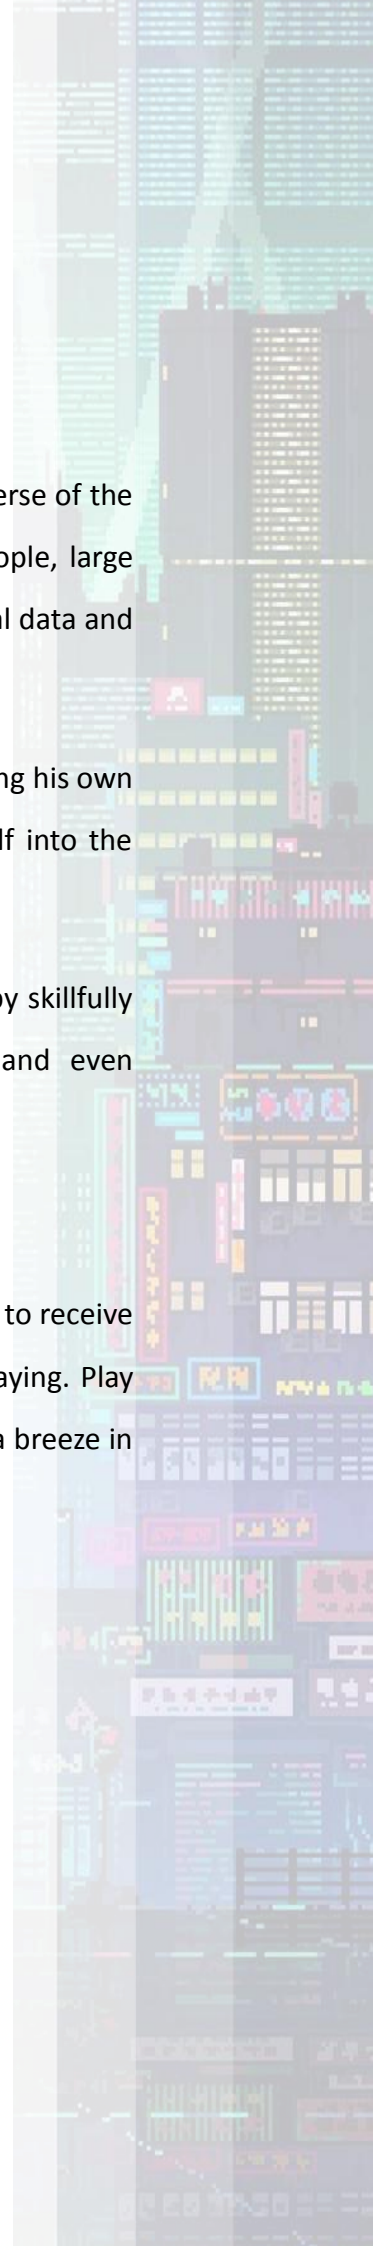 erse of the
ople, large
al data and
ng his own
lf into the
by skillfully
and even
to receive
aying. Play
a breeze in